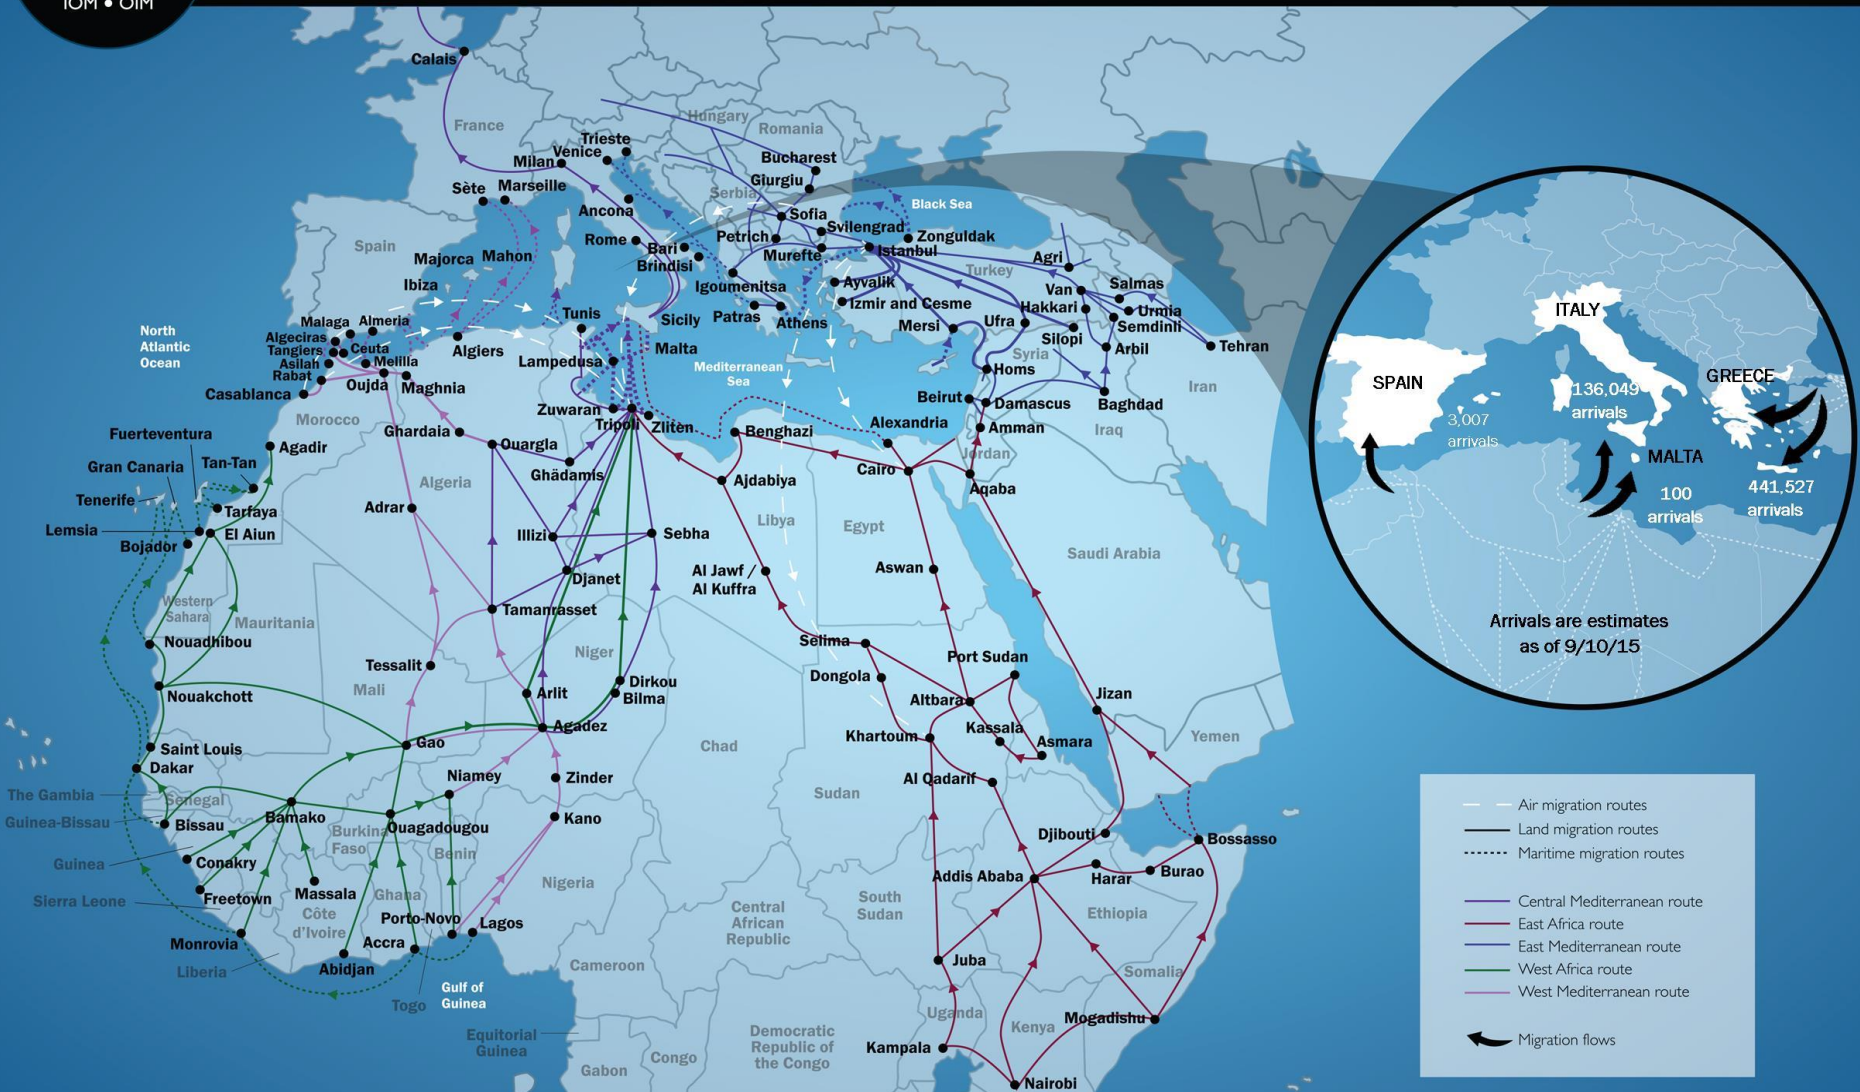 IOM • OIM
Calais
France
Hungary
Romania
Trieste
Venice
Milan
Bucharest
Giurgiu
Sète
Marseille
Serbia
Ancona
Sofia
Black Sea
Svilengrad
Rome
Bari
Petrich
Zonguldak
Spain
Majorca
Mahon
Brindisi
Murefte
Istanbul
Agri
Turkey
Ibiza
Igoumenitsa
Ayvalik
Van
Salmas
Izmir and Cesme
Hakkari
Urmia
Malaga
Almeria
Tunis
Sicily
Patras
Athens
Mersi
Ufra
Semdinli
North
Atlantic
Ocean
Algeciras
Tangiers
Ceuta
Algiers
Malta
Silopi
Arbil
Tehran
Asilah
Melilla
Lampedusa
Syria
Rabat
Oujda
Maghnia
Mediterranean
Sea
Homs
Casablanca
Iran
Morocco
Zuwaran
Beirut
Damascus
Baghdad
Tripoli
Zlitèn
Benghazi
Alexandria
Amman
Iraq
Fuerteventura
Ghardaia
Ouargla
Jordan
Agadir
Gran Canaria
Tan-Tan
Ghädamis
Cairo
Ajdabiya
Aqaba
Tenerife
Algeria
Tarfaya
Adrar
Libya
Egypt
Lemsia
El Aiun
Bojador
Illizi
Sebha
Saudi Arabia
Djanet
Al Jawf /
Al Kuffra
Aswan
Western
Sahara
Mauritania
Tamanrasset
Nouadhibou
Selima
Niger
Port Sudan
Tessalit
Dongola
Mali
Arlit
Dirkou
Bilma
Nouakchott
Altbara
Jizan
Agadez
Kassala
Saint Louis
Gao
Chad
Khartoum
Asmara
Yemen
Dakar
Niamey
Zinder
Al Qadarif
The Gambia
Senegal
Sudan
Guinea-Bissau
Bissau
Bamako
Burkina
Faso
Ouagadougou
Kano
Djibouti
Bossasso
Guinea
Conakry
Benin
Addis Ababa
Harar
Burao
Sierra Leone
Freetown
Massala
Ghana
Nigeria
South
Sudan
Ethiopia
Côte
d'Ivoire
Porto-Novo
Lagos
Central
African
Republic
Monrovia
Accra
Liberia
Abidjan
Cameroon
Juba
Somalia
Togo
Gulf of
Guinea
Uganda
Kenya
Mogadishu
Equitorial
Guinea
Democratic
Republic of
the Congo
Congo
Kampala
Gabon
Nairobi
ITALY
SPAIN
136,049
arrivals
GREECE
3,007
arrivals
MALTA
100
arrivals
441,527
arrivals
Arrivals are estimates
as of 9/10/15
Air migration routes
Land migration routes
Maritime migration routes
Central Mediterranean route
East Africa route
East Mediterranean route
West Africa route
West Mediterranean route
Migration flows